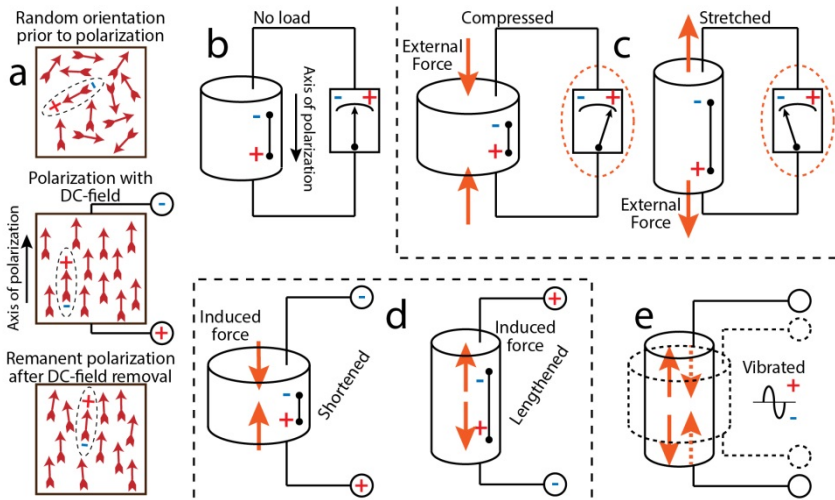 Random orientation
prior to polarization
a
+
-
Polarization with
DC-field
-
Axis of polarization
+
-
+
Remanent polarization
after DC-field removal
+
-
b
No load
Axis of polarization
-
+
-
+
Compressed
External
Force
-
+
-
+
c
Stretched
-
+
-
+
External
Force
d
Induced
force
-
-
+
Shortened
+
+
Induced
force
-
+
Lengthened
-
e
Vibrated
+
-